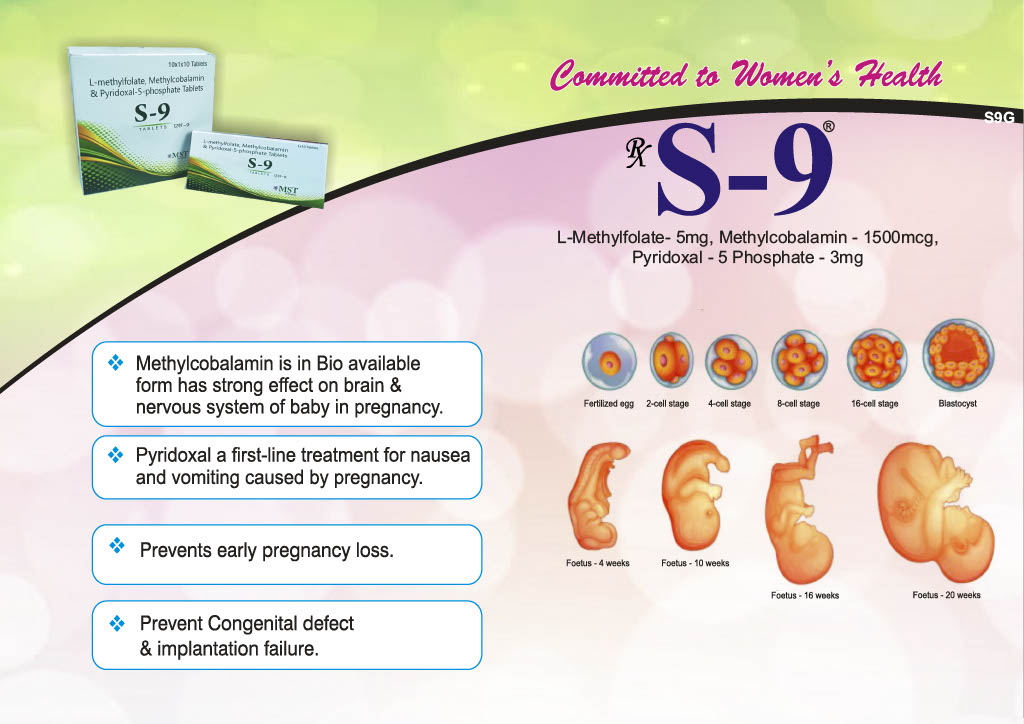 10x1x10 Tablets
L-methylfolate, Methylcobalamin
& Pyridoxal-5-phosphate Tablets
S-9
TABLETS
MST
L-methylfolate, Methylcobalamin
& Pyridoxal-5-phosphate Tablets
S-9
TABLETS
MST
Committed to Women's Health
S9G
Rx S-9®
L-Methylfolate- 5mg, Methylcobalamin - 1500mcg,
Pyridoxal - 5 Phosphate - 3mg
❖ Methylcobalamin is in Bio available
form has strong effect on brain &
nervous system of baby in pregnancy.
❖ Pyridoxal a first-line treatment for nausea
and vomiting caused by pregnancy.
❖ Prevents early pregnancy loss.
❖ Prevent Congenital defect
& implantation failure.
Fertilized egg 2-cell stage 4-cell stage 8-cell stage 16-cell stage Blastocyst
Foetus - 4 weeks Foetus - 10 weeks
Foetus - 16 weeks Foetus - 20 weeks